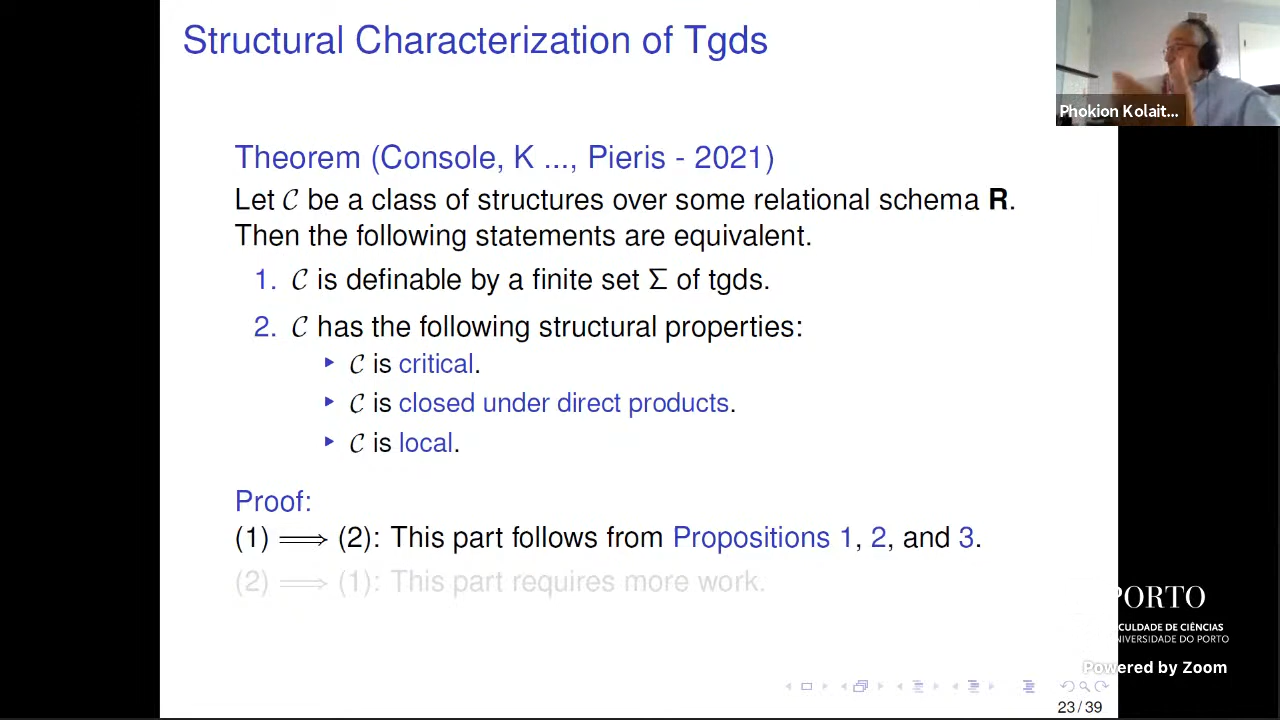 Structural Characterization of Tgds
Phokion Kolait...
Theorem (Console, K ..., Pieris - 2021)
Let 𝒞 be a class of structures over some relational schema R.
Then the following statements are equivalent.
1. 𝒞 is definable by a finite set Σ of tgds.
2. 𝒞 has the following structural properties:
▸ 𝒞 is critical.
▸ 𝒞 is closed under direct products.
▸ 𝒞 is local.
Proof:
(1) ⟹ (2): This part follows from Propositions 1, 2, and 3.
(2) ⟹ (1): This part requires more work.
PORTO
CULDADE DE CIÊNCIAS
NIVERSIDADE DO PORTO
Powered by Zoom
23/39